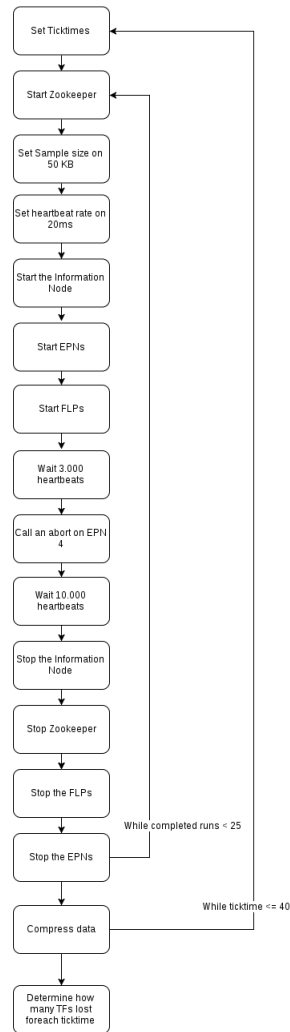 Set Ticktimes
Start Zookeeper
Set Sample size on
50 KB
Set heartbeat rate on
20ms
Start the Information
Node
Start EPNs
Start FLPs
Wait 3.000
heartbeats
Call an abort on EPN
4
Wait 10.000
heartbeats
Stop the Information
Node
Stop Zookeeper
Stop the FLPs
While completed runs < 25
Stop the EPNs
While ticktime <= 40
Compress data
Determine how
many TFs lost
foreach ticktime